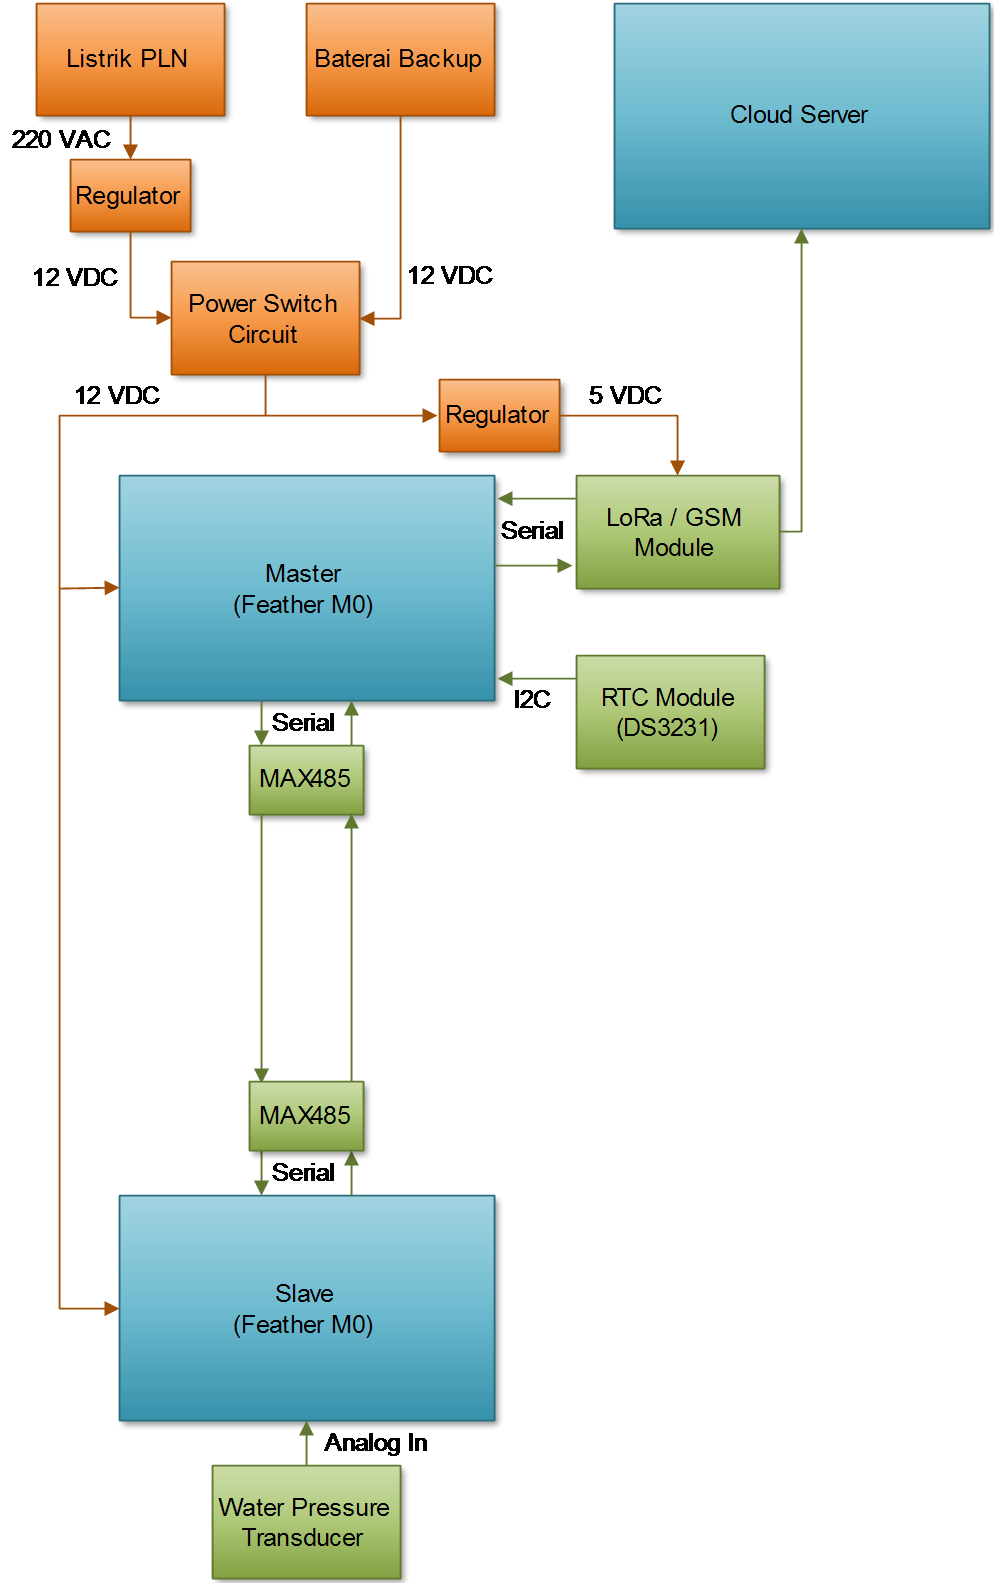 Listrik PLN
Baterai Backup
Cloud Server
220 VAC
Regulator
12 VDC
12 VDC
Power Switch
Circuit
12 VDC
Regulator
5 VDC
LoRa / GSM
Module
Serial
Master
(Feather M0)
I2C
RTC Module
(DS3231)
Serial
MAX485
MAX485
Serial
Slave
(Feather M0)
Analog In
Water Pressure
Transducer